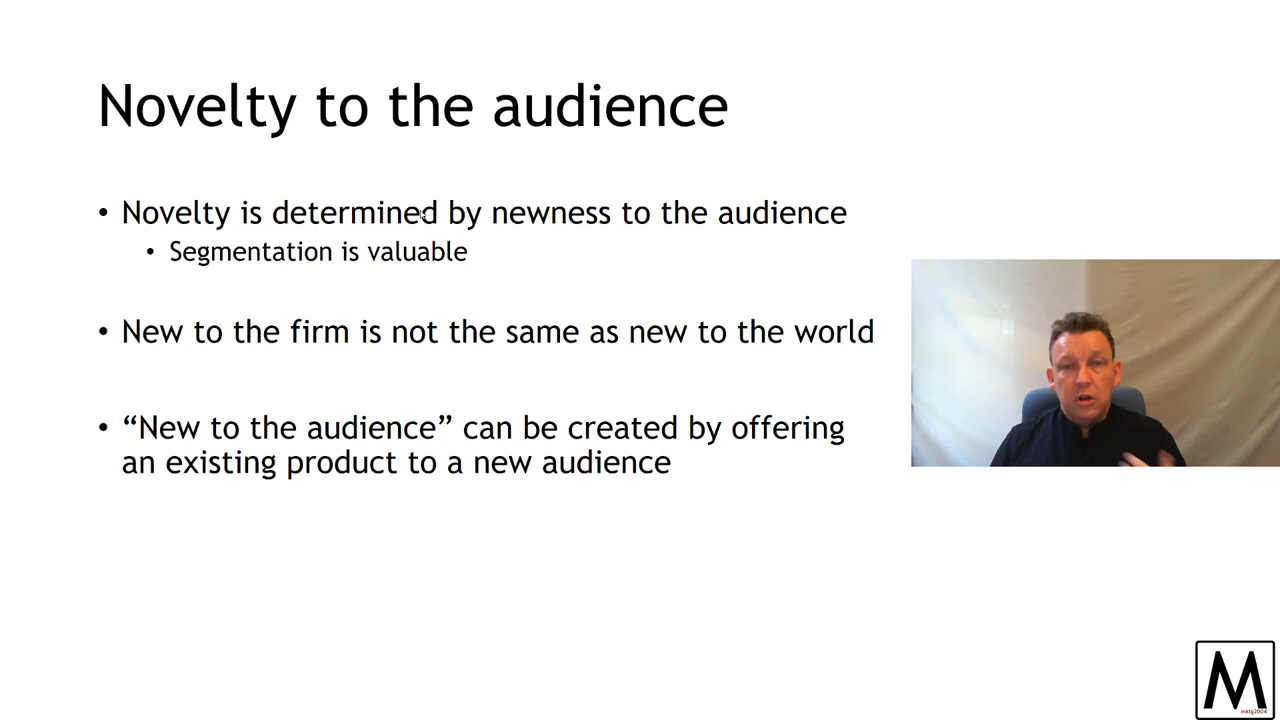 Novelty to the audience
• Novelty is determined by newness to the audience
• Segmentation is valuable
• New to the firm is not the same as new to the world
• “New to the audience” can be created by offering
an existing product to a new audience
M
mktg2004